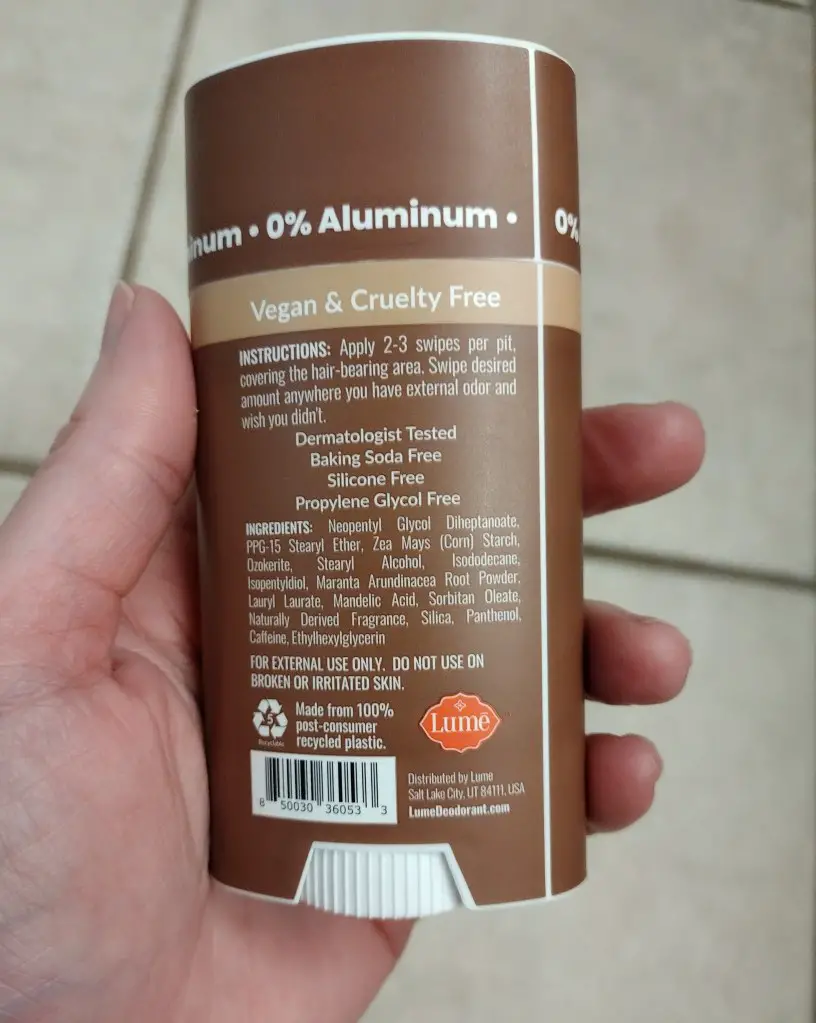 inum • 0% Aluminum •
0%
Vegan & Cruelty Free
INSTRUCTIONS: Apply 2-3 swipes per pit,
covering the hair-bearing area. Swipe desired
amount anywhere you have external odor and
wish you didn't.
Dermatologist Tested
Baking Soda Free
Silicone Free
Propylene Glycol Free
INGREDIENTS: Neopentyl Glycol Diheptanoate,
PPG-15 Stearyl Ether, Zea Mays (Corn) Starch,
Ozokerite, Stearyl Alcohol, Isododecane,
Isopentyldiol, Maranta Arundinacea Root Powder,
Lauryl Laurate, Mandelic Acid, Sorbitan Oleate,
Naturally Derived Fragrance, Silica, Panthenol,
Caffeine, Ethylhexylglycerin
FOR EXTERNAL USE ONLY. DO NOT USE ON
BROKEN OR IRRITATED SKIN.
5
Recyclable
Made from 100%
post-consumer
recycled plastic.
Lumē
8 50030 36053 3
Distributed by Lume
Salt Lake City, UT 84111, USA
LumeDeodorant.com